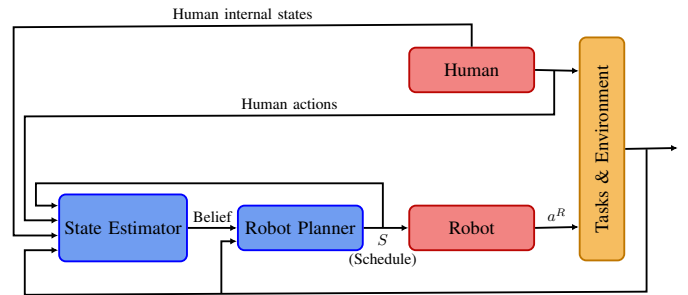 Human internal states
Human
Human actions
Tasks & Environment
State Estimator
Belief
Robot Planner
S
(Schedule)
Robot
a^R